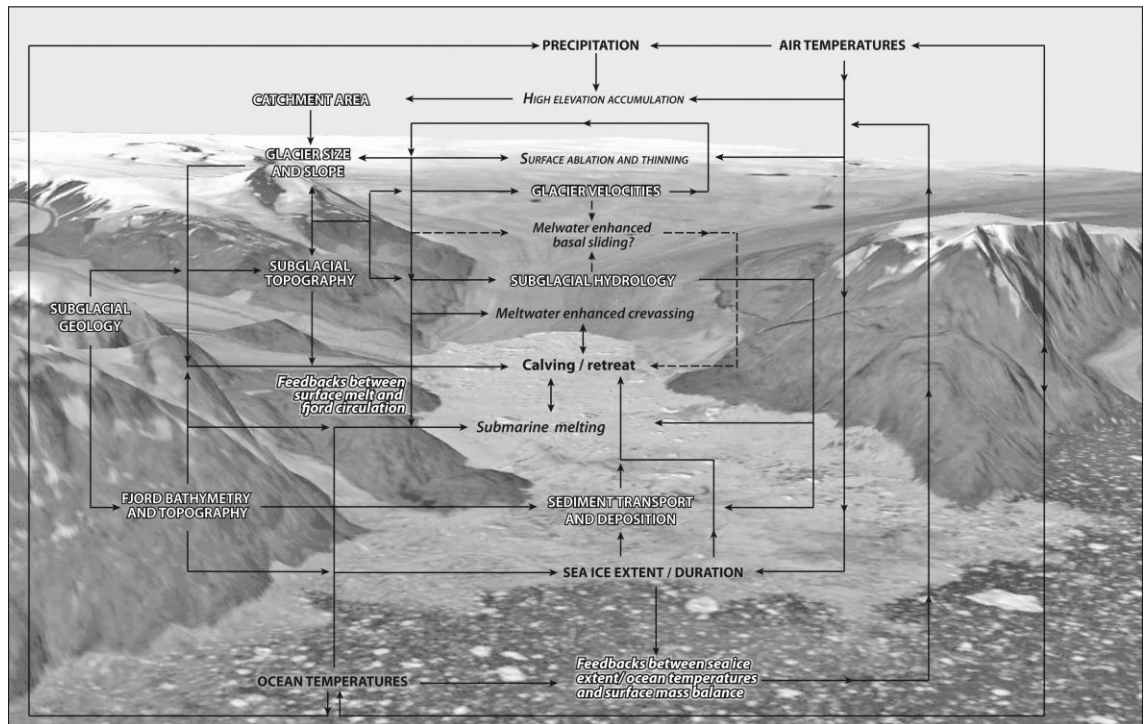 PRECIPITATION
AIR TEMPERATURES
CATCHMENT AREA
HIGH ELEVATION ACCUMULATION
GLACIER SIZE
AND SLOPE
SURFACE ABLATION AND THINNING
GLACIER VELOCITIES
Melwater enhanced
basal sliding?
SUBGLACIAL
TOPOGRAPHY
SUBGLACIAL HYDROLOGY
SUBGLACIAL
GEOLOGY
Meltwater enhanced crevassing
Calving / retreat
Feedbacks between
surface melt and
fjord circulation
Submarine melting
FJORD BATHYMETRY
AND TOPOGRAPHY
SEDIMENT TRANSPORT
AND DEPOSITION
SEA ICE EXTENT / DURATION
Feedbacks between sea ice
extent/ocean temperatures
and surface mass balance
OCEAN TEMPERATURES